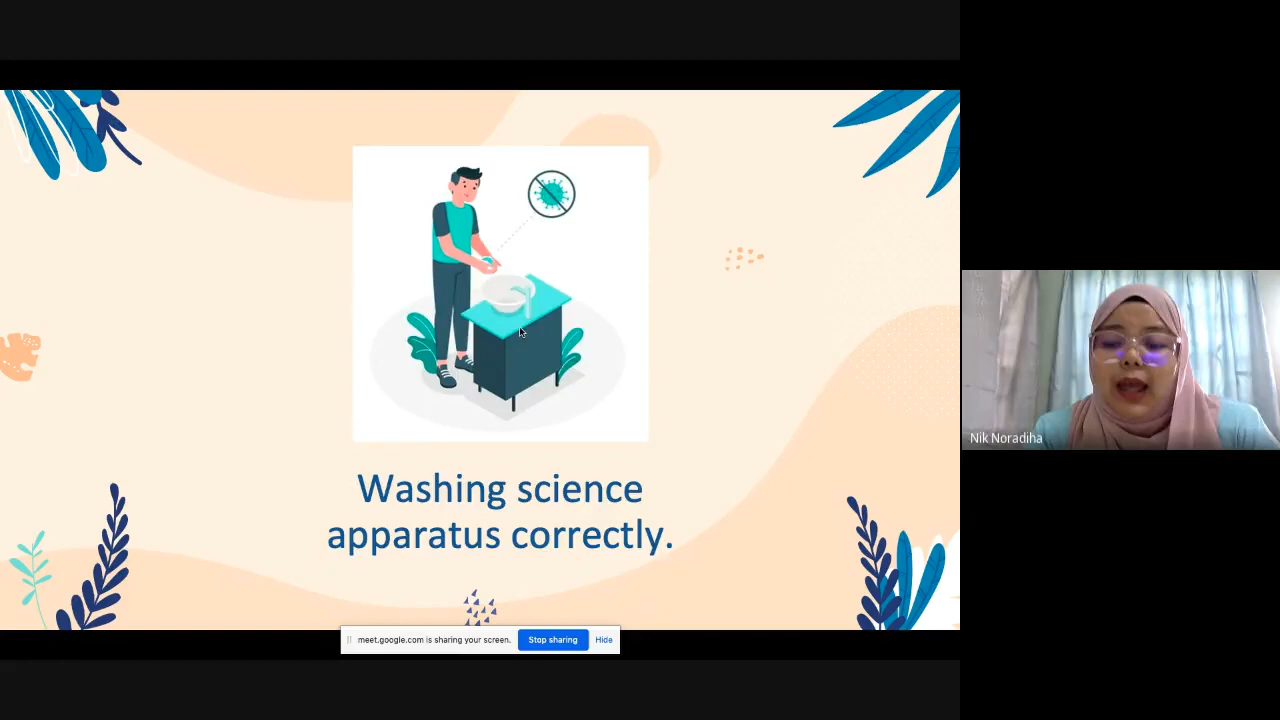 Washing science
apparatus correctly.
Nik Noradiha
meet.google.com is sharing your screen.
Stop sharing
Hide